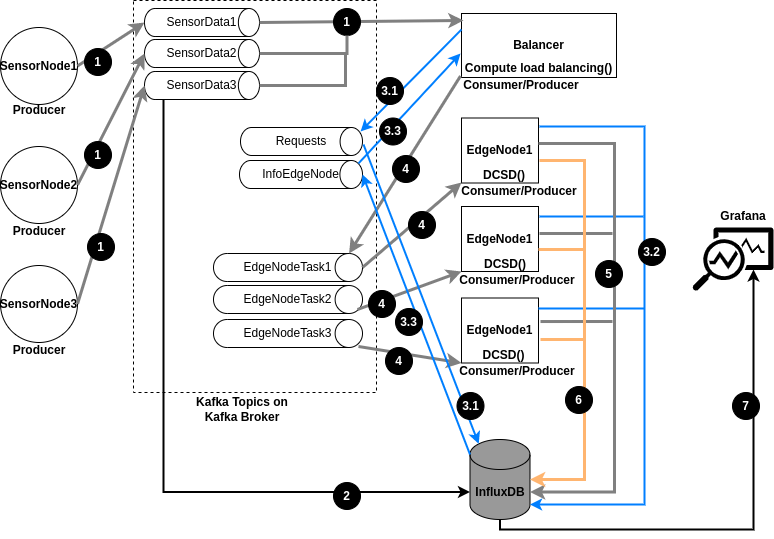 SensorNode1
Producer
SensorNode2
Producer
SensorNode3
Producer
1
1
1
SensorData1
SensorData2
SensorData3
1
Requests
InfoEdgeNode
EdgeNodeTask1
EdgeNodeTask2
EdgeNodeTask3
Kafka Topics on
Kafka Broker
2
3.1
3.3
4
4
4
3.3
4
3.1
Balancer
Compute load balancing()
Consumer/Producer
EdgeNode1
DCSD()
Consumer/Producer
EdgeNode1
DCSD()
Consumer/Producer
EdgeNode1
DCSD()
Consumer/Producer
3.2
5
6
InfluxDB
Grafana
7